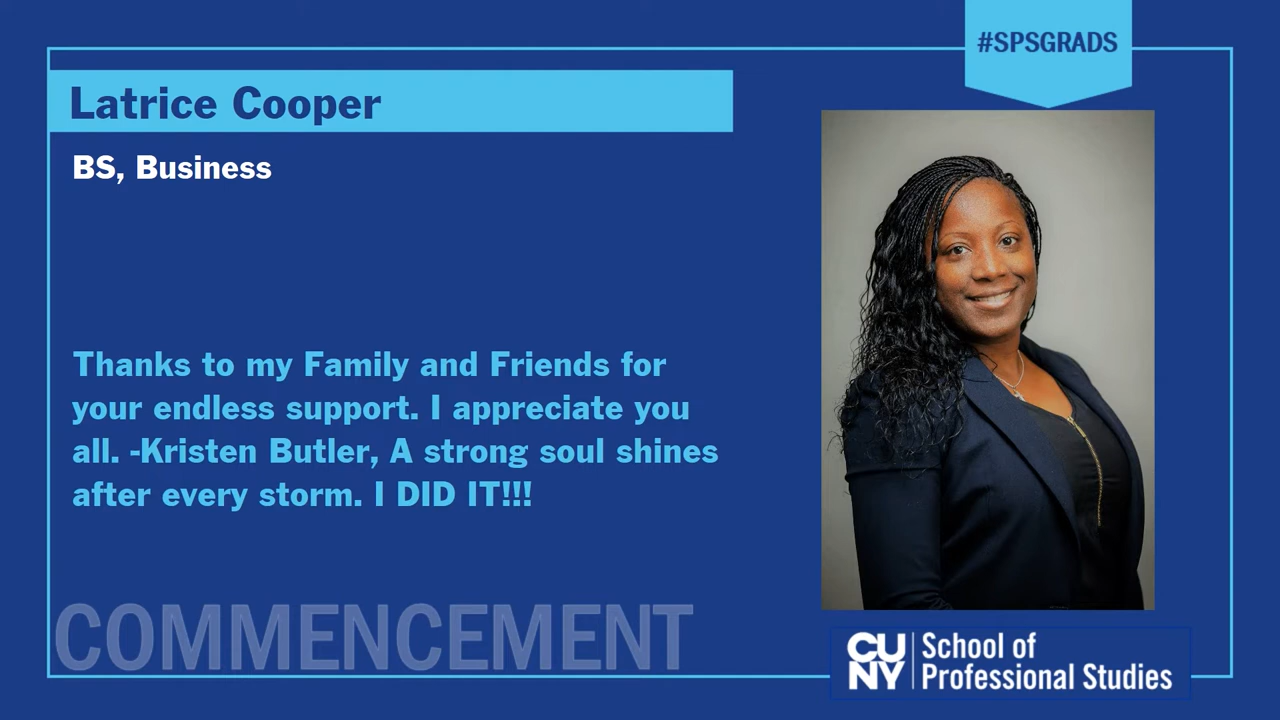 #SPSGRADS
Latrice Cooper
BS, Business
Thanks to my Family and Friends for
your endless support. I appreciate you
all. -Kristen Butler, A strong soul shines
after every storm. I DID IT!!!
COMMENCEMENT
CU
NY
School of
Professional Studies